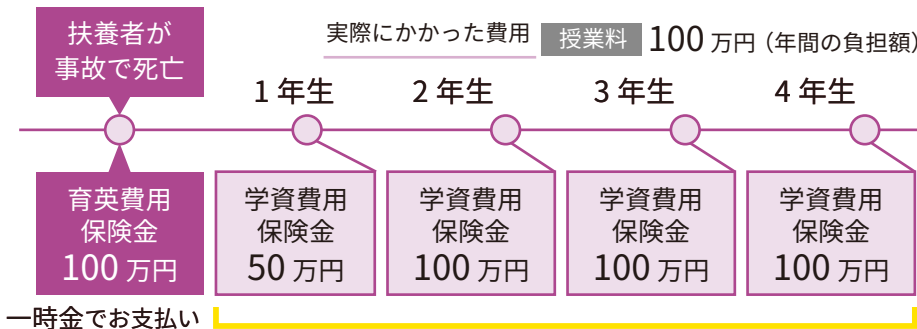 扶養者が
事故で死亡
実際にかかった費用 授業料 100 万円（年間の負担額）
1 年生 2 年生 3 年生 4 年生
育英費用
保険金
100 万円
学資費用
保険金
50 万円
学資費用
保険金
100 万円
学資費用
保険金
100 万円
学資費用
保険金
100 万円
一時金でお支払い